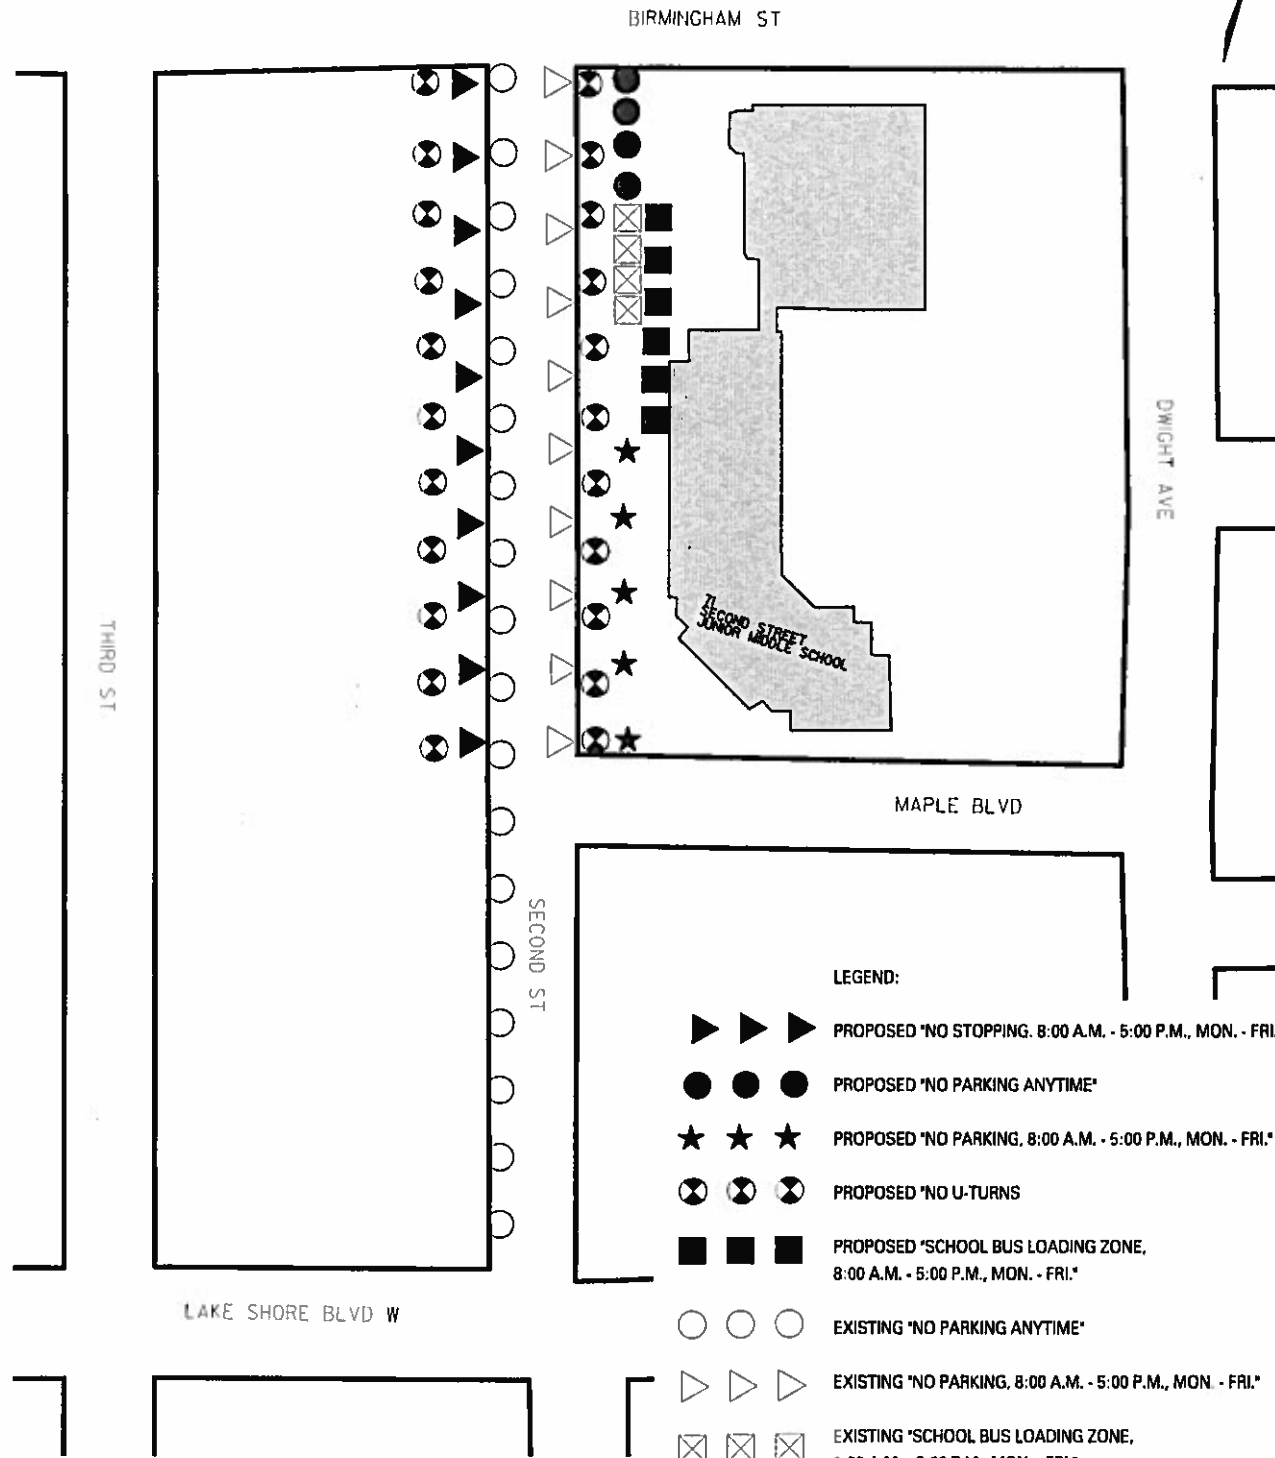 BIRMINGHAM ST
DWIGHT AVE
THIRD ST.
71
SECOND STREET
JUNIOR MIDDLE SCHOOL
MAPLE BLVD
SECOND ST
LEGEND:
PROPOSED "NO STOPPING. 8:00 A.M. - 5:00 P.M., MON. - FRI.
PROPOSED "NO PARKING ANYTIME"
PROPOSED "NO PARKING, 8:00 A.M. - 5:00 P.M., MON. - FRI."
PROPOSED "NO U-TURNS
PROPOSED "SCHOOL BUS LOADING ZONE,
8:00 A.M. - 5:00 P.M., MON. - FRI."
LAKE SHORE BLVD W
EXISTING "NO PARKING ANYTIME"
EXISTING "NO PARKING, 8:00 A.M. - 5:00 P.M., MON. - FRI."
EXISTING "SCHOOL BUS LOADING ZONE,